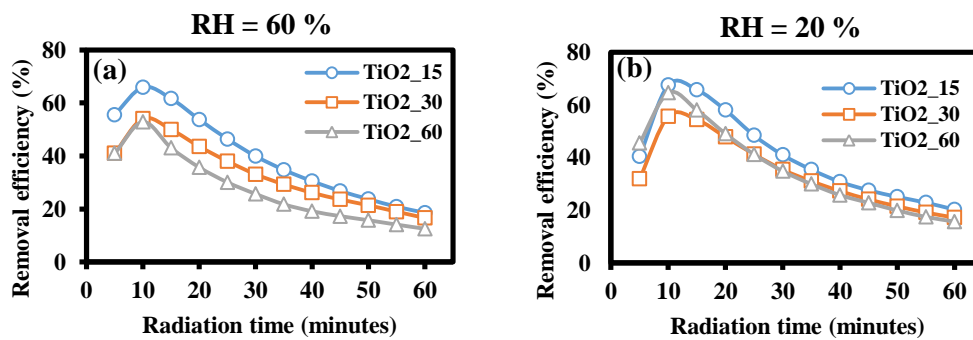 RH = 60 %
Removal efficiency (%)
80
60
40
20
0
(a)
TiO2_15
TiO2_30
TiO2_60
0 10 20 30 40 50 60
Radiation time (minutes)
RH = 20 %
Removal efficiency (%)
80
60
40
20
0
(b)
TiO2_15
TiO2_30
TiO2_60
0 10 20 30 40 50 60
Radiation time (minutes)